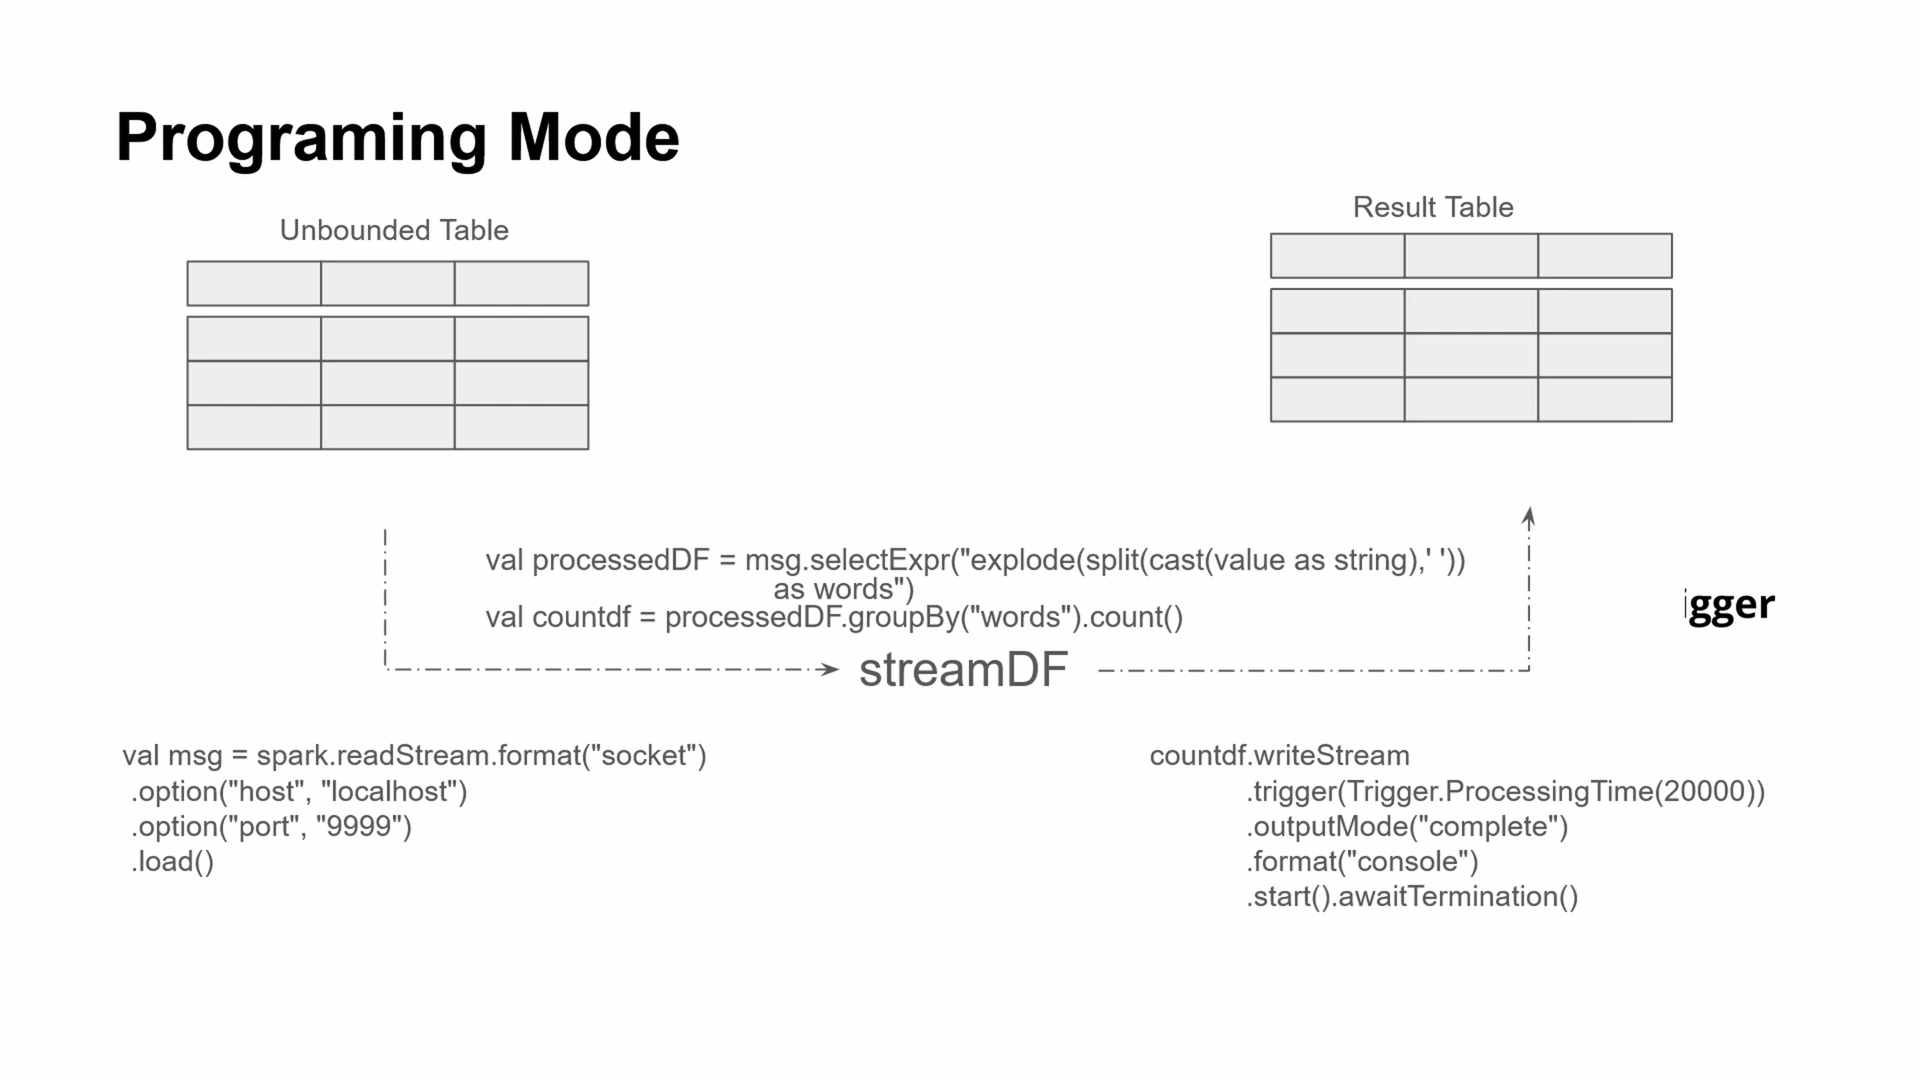 Programing Mode
Unbounded Table
Result Table
val processedDF = msg.selectExpr("explode(split(cast(value as string),' '))
as words")
val countdf = processedDF.groupBy("words").count()
igger
streamDF
val msg = spark.readStream.format("socket")
.option("host", "localhost")
.option("port", "9999")
.load()
countdf.writeStream
.trigger(Trigger.ProcessingTime(20000))
.outputMode("complete")
.format("console")
.start().awaitTermination()